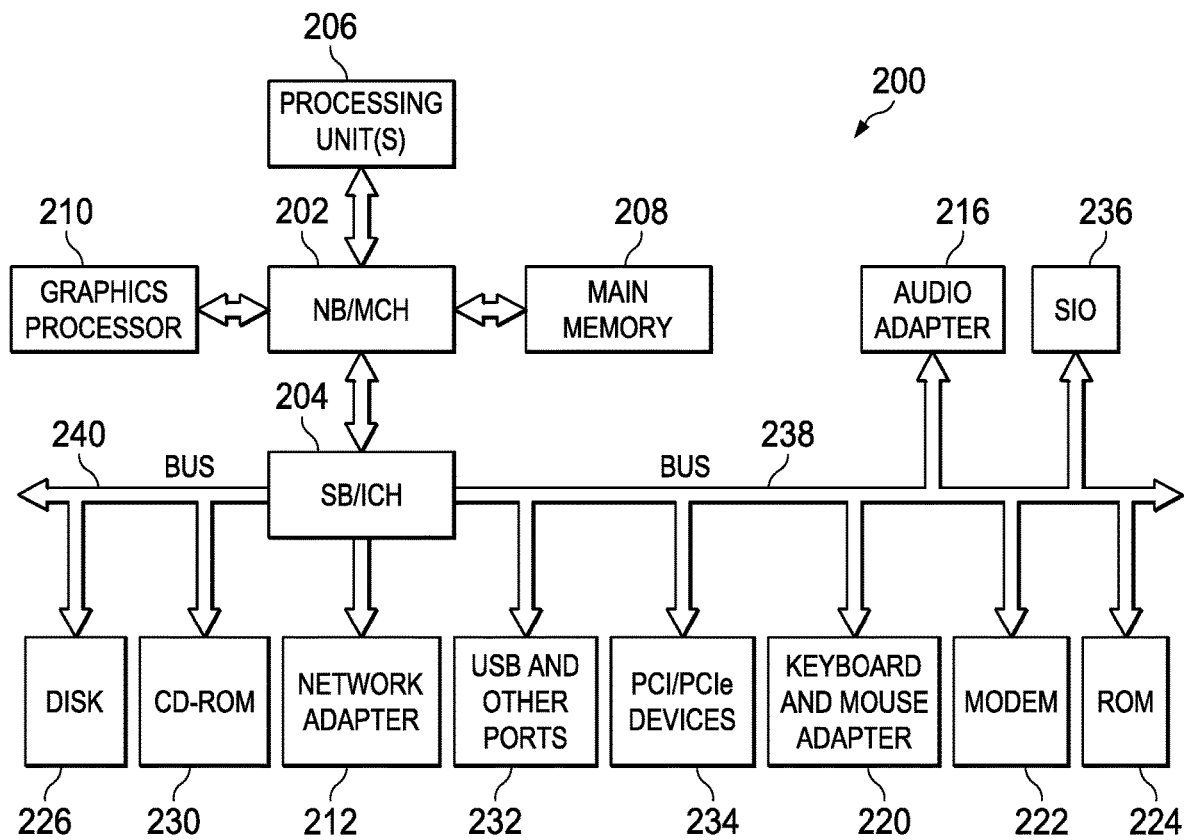 206
PROCESSING
UNIT(S)
200
210
202
208
216
236
GRAPHICS
PROCESSOR
NB/MCH
MAIN
MEMORY
AUDIO
ADAPTER
SIO
204
240
BUS
SB/ICH
BUS
238
DISK
CD-ROM
NETWORK
ADAPTER
USB AND
OTHER
PORTS
PCI/PCIe
DEVICES
KEYBOARD
AND MOUSE
ADAPTER
MODEM
ROM
226
230
212
232
234
220
222
224